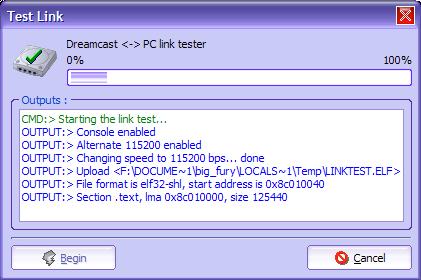 Test Link
Dreamcast <-> PC link tester
0% 100%
Outputs :
CMD:> Starting the link test...
OUTPUT:> Console enabled
OUTPUT:> Alternate 115200 enabled
OUTPUT:> Changing speed to 115200 bps... done
OUTPUT:> Upload <F:\DOCUME~1\big_fury\LOCALS~1\Temp\LINKTEST.ELF>
OUTPUT:> File format is elf32-shl, start address is 0x8c010040
OUTPUT:> Section .text, lma 0x8c010000, size 125440
Begin
Cancel